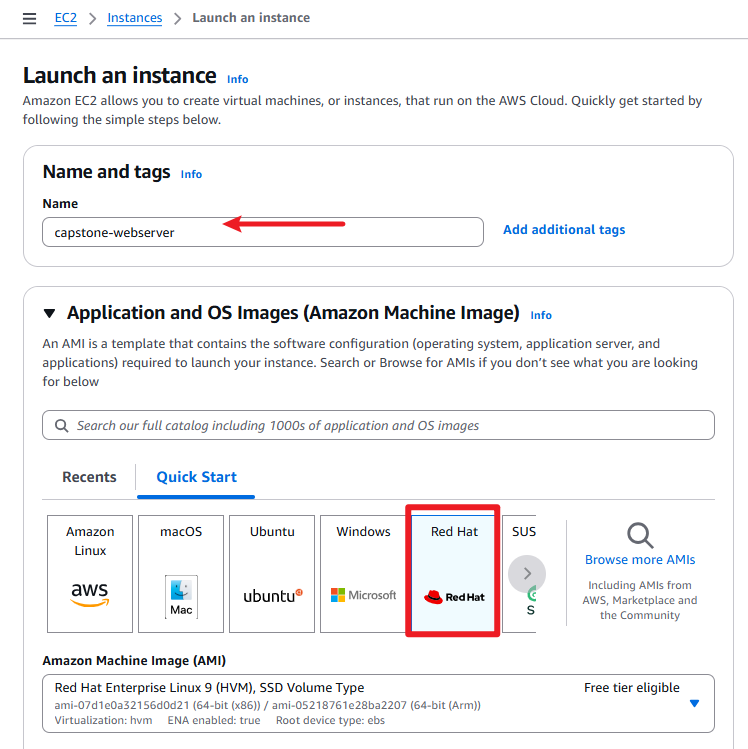 EC2 > Instances > Launch an instance
Launch an instance Info
Amazon EC2 allows you to create virtual machines, or instances, that run on the AWS Cloud. Quickly get started by
following the simple steps below.
Name and tags Info
Name
capstone-webserver
Add additional tags
Application and OS Images (Amazon Machine Image) Info
An AMI is a template that contains the software configuration (operating system, application server, and
applications) required to launch your instance. Search or Browse for AMIs if you don't see what you are looking
for below
Search our full catalog including 1000s of application and OS images
Recents
Quick Start
Amazon
Linux
aws
macOS
Mac
Ubuntu
ubuntu
Windows
Microsoft
Red Hat
Red Hat
SUS
S
Browse more AMIs
Including AMIs from
AWS, Marketplace and
the Community
Amazon Machine Image (AMI)
Red Hat Enterprise Linux 9 (HVM), SSD Volume Type
Free tier eligible
ami-07d1e0a32156d0d21 (64-bit (x86)) / ami-05218761e28ba2207 (64-bit (Arm))
Virtualization: hvm ENA enabled: true Root device type: ebs